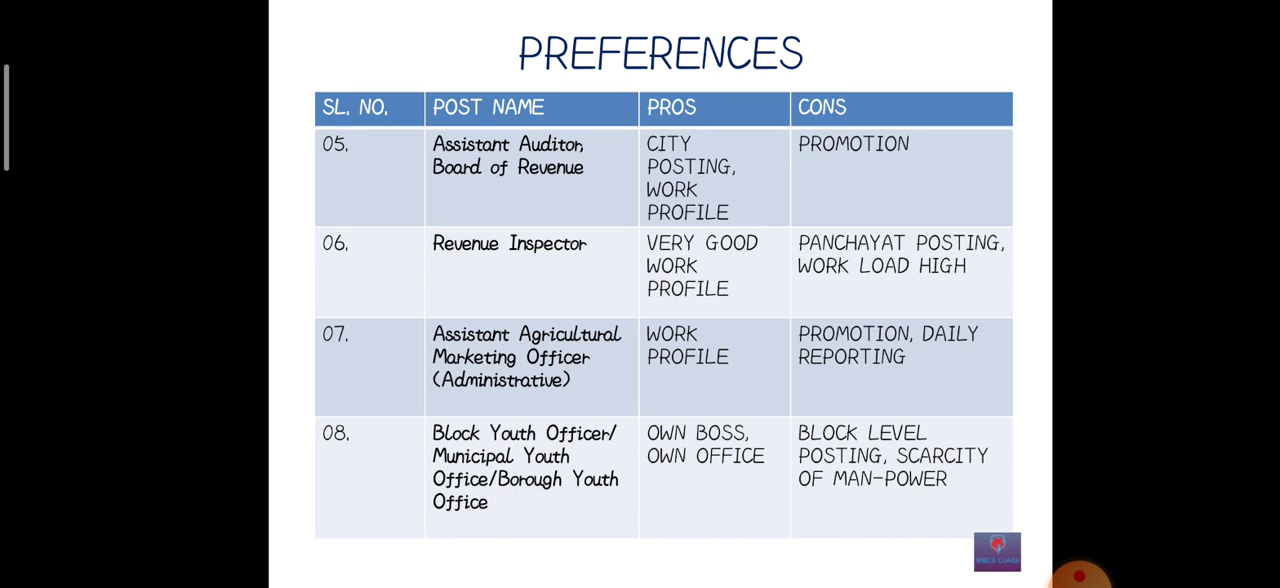 PREFERENCES
SL. NO. POST NAME PROS CONS
05. Assistant Auditor, CITY PROMOTION
Board of Revenue POSTING,
WORK
PROFILE
06. Revenue Inspector VERY GOOD PANCHAYAT POSTING,
WORK WORK LOAD HIGH
PROFILE
07. Assistant Agricultural WORK PROMOTION, DAILY
Marketing Officer PROFILE REPORTING
(Administrative)
08. Block Youth Officer/ OWN BOSS, BLOCK LEVEL
Municipal Youth OWN OFFICE POSTING, SCARCITY
Office/Borough Youth OF MAN-POWER
Office
WBCS CLASS